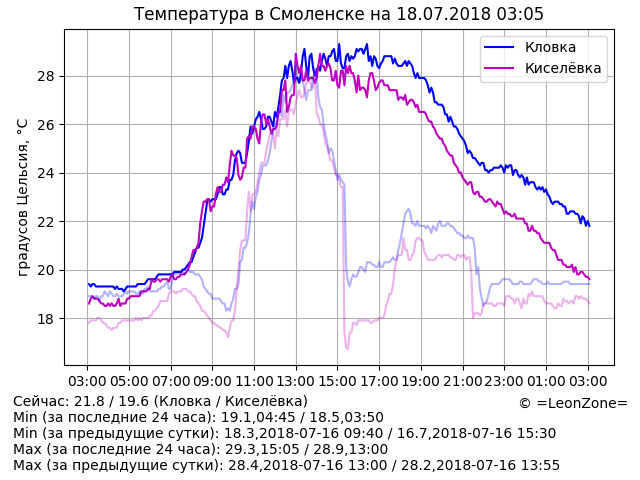 Температура в Смоленске на 18.07.2018 03:05
Кловка
Киселёвка
градусов Цельсия, °C
28
26
24
22
20
18
03:00 05:00 07:00 09:00 11:00 13:00 15:00 17:00 19:00 21:00 23:00 01:00 03:00
Сейчас: 21.8 / 19.6 (Кловка / Киселёвка)
© =LeonZone=
Min (за последние 24 часа): 19.1,04:45 / 18.5,03:50
Min (за предыдущие сутки): 18.3,2018-07-16 09:40 / 16.7,2018-07-16 15:30
Max (за последние 24 часа): 29.3,15:05 / 28.9,13:00
Max (за предыдущие сутки): 28.4,2018-07-16 13:00 / 28.2,2018-07-16 13:55